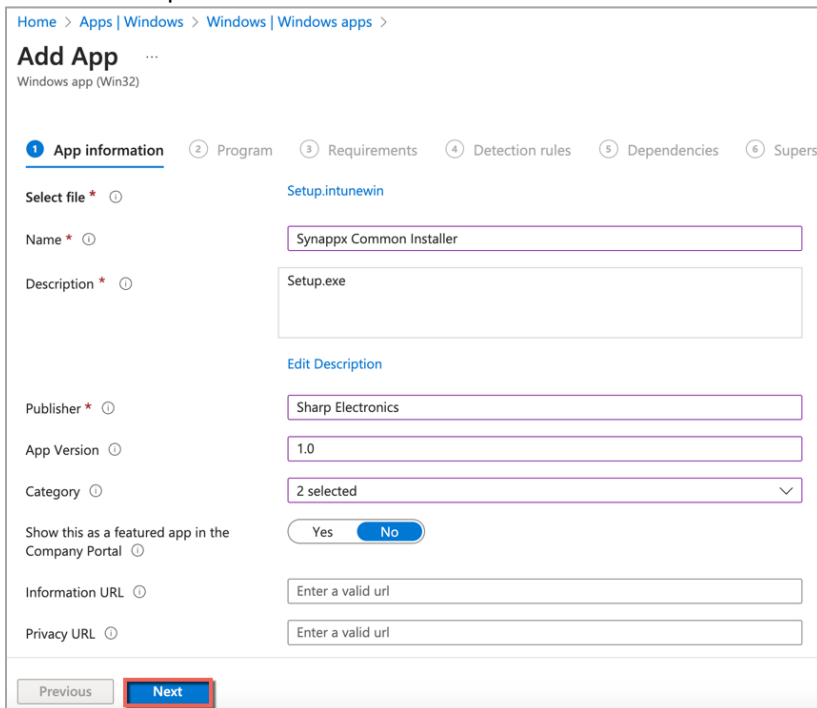 Home > Apps | Windows > Windows | Windows apps >
Add App ...
Windows app (Win32)
1 App information 2 Program 3 Requirements 4 Detection rules 5 Dependencies 6 Supers
Select file * Setup.intunewin
Name * Synappx Common Installer
Description * Setup.exe
Edit Description
Publisher * Sharp Electronics
App Version 1.0
Category 2 selected
Show this as a featured app in the Yes No
Company Portal
Information URL Enter a valid url
Privacy URL Enter a valid url
Previous Next